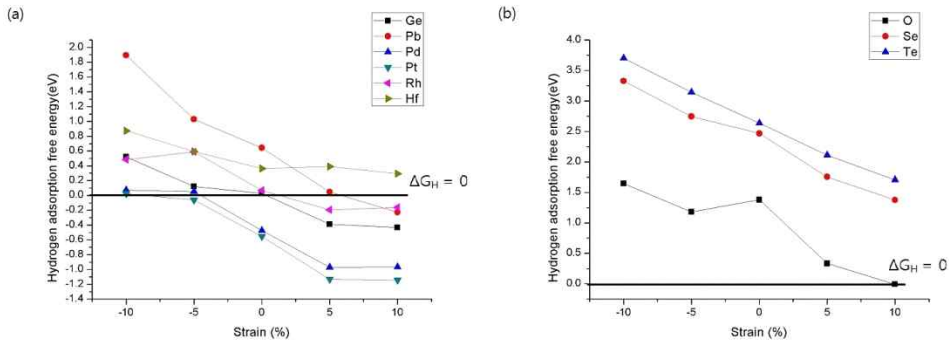 (a)
Hydrogen adsorption free energy(eV)
2.0
1.8
1.6
1.4
1.2
1.0
0.8
0.6
0.4
0.2
0.0
-0.2
-0.4
-0.6
-0.8
-1.0
-1.2
-1.4
Ge
Pb
Pd
Pt
Rh
Hf
ΔG_H = 0
-10 -5 0 5 10
Strain (%)
(b)
Hydrogen adsorption free energy(eV)
4.0
3.5
3.0
2.5
2.0
1.5
1.0
0.5
0.0
O
Se
Te
ΔG_H = 0
-10 -5 0 5 10
Strain (%)